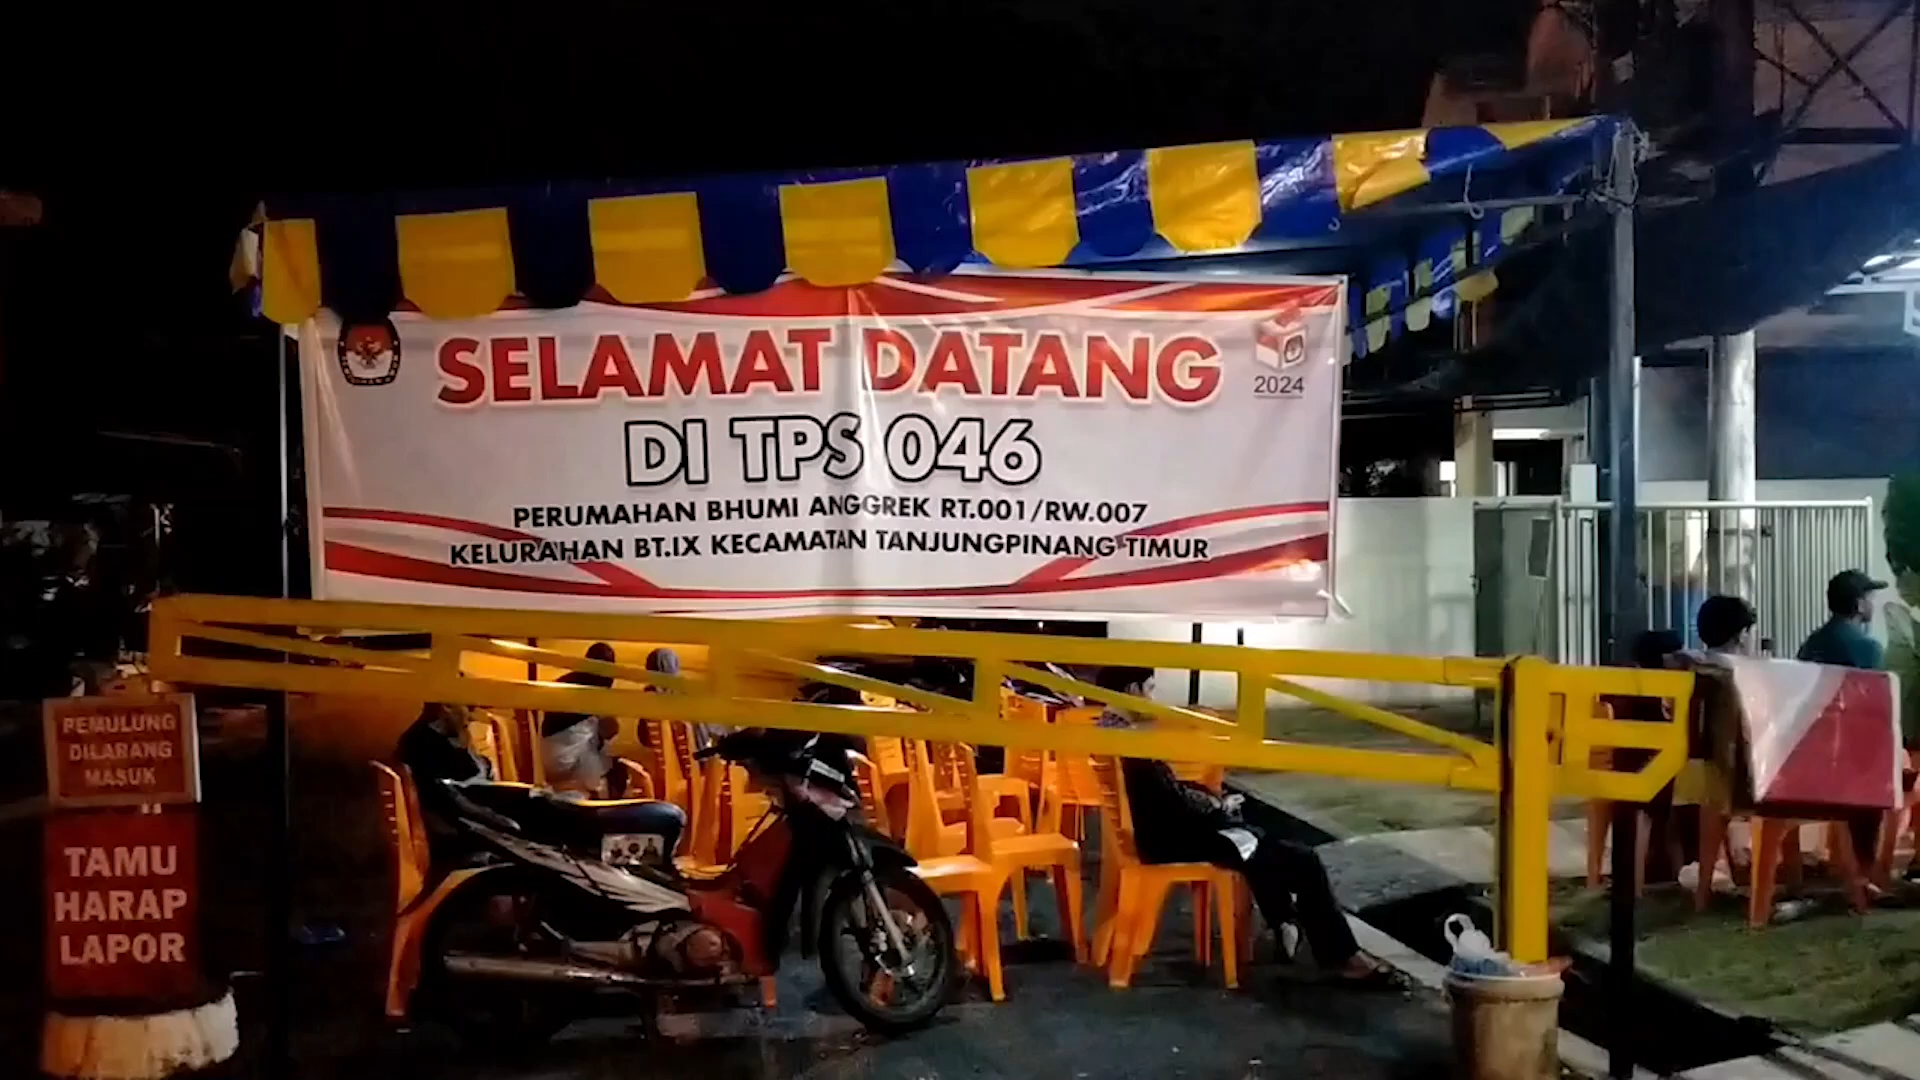 SELAMAT DATANG
DI TPS 046
PERUMAHAN BHUMI ANGGREK RT.001/RW.007
KELURAHAN BT.IX KECAMATAN TANJUNGPINANG TIMUR
2024
PEMULUNG
DILARANG
MASUK
TAMU
HARAP
LAPOR